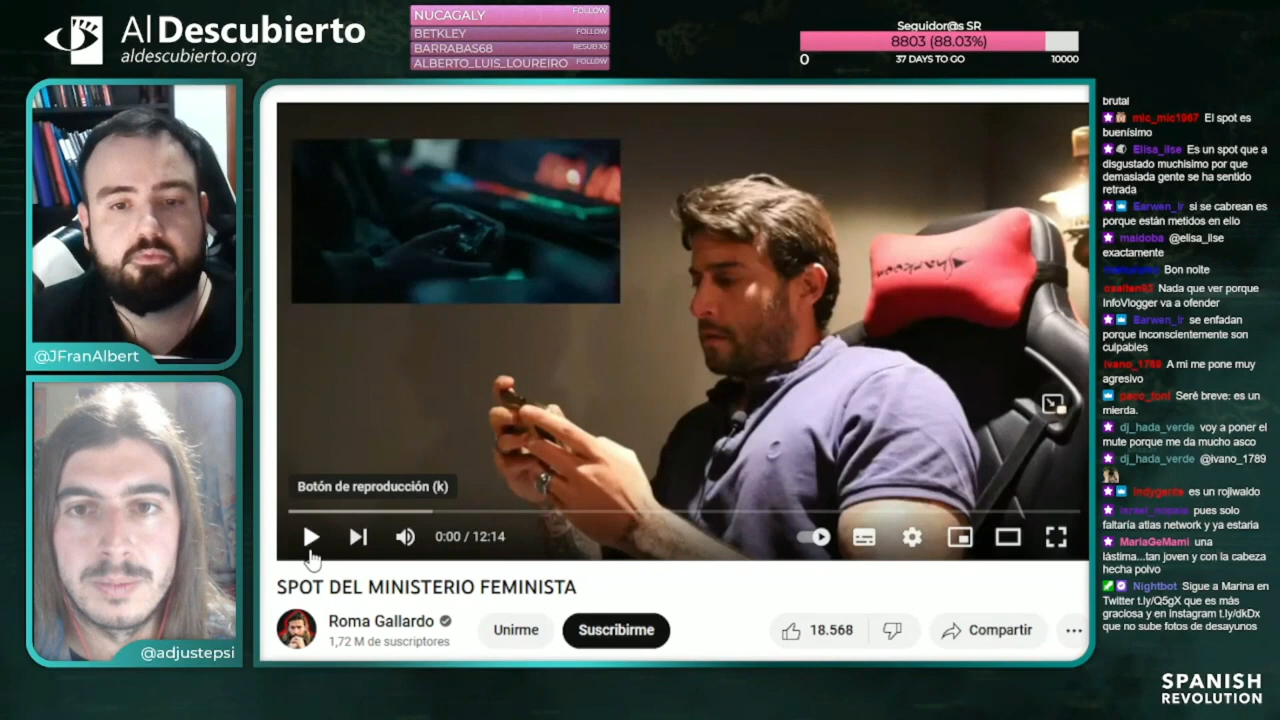 Al Descubierto
aldescubierto.org
NUCAGALY FOLLOW
BETKLEY FOLLOW
BARRABAS68 RESUB X5
ALBERTO_LUIS_LOUREIRO FOLLOW
Seguidor@s SR
8803 (88.03%)
0 37 DAYS TO GO 10000
@JFranAlbert
@adjustepsi
Sharkoon
Botón de reproducción (k)
0:00 / 12:14
SPOT DEL MINISTERIO FEMINISTA
Roma Gallardo
1,72 M de suscriptores
Unirme
Suscribirme
18.568
Compartir
brutal
mic_mic1967 El spot es
buenísimo
Elisa_ilse Es un spot que a
disgustado muchisimo por que
demasiada gente se ha sentido
retrada
Earwen_ir si se cabrean es
porque están metidos en ello
maidoba @elisa_ilse
exactamente
Bon noite
Nada que ver porque
InfoVlogger va a ofender
Earwen_ir se enfadan
porque inconscientemente son
culpables
ivano_1789 A mi me pone muy
agresivo
paco_toni Seré breve: es un
mierda.
dj_hada_verde voy a poner el
mute porque me da mucho asco
dj_hada_verde @ivano_1789
indygente es un rojiwaldo
pues solo
faltaría atlas network y ya estaria
MariaGeMami una
lástima...tan joven y con la cabeza
hecha polvo
Nightbot Sigue a Marina en
Twitter t.ly/Q5gX que es más
graciosa y en instagram t.ly/dkDx
que no sube fotos de desayunos
SPANISH
REVOLUTION